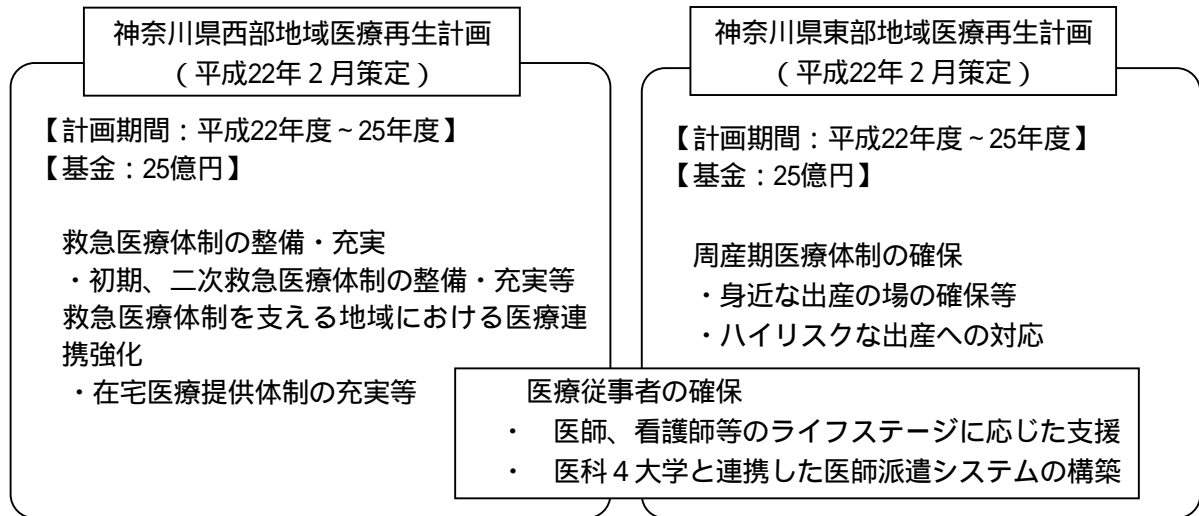 神奈川県西部地域医療再生計画
(平成22年2月策定)
【計画期間:平成22年度~25年度】
【基金:25億円】
救急医療体制の整備・充実
・初期、二次救急医療体制の整備・充実等
救急医療体制を支える地域における医療連
携強化
・在宅医療提供体制の充実等
神奈川県東部地域医療再生計画
(平成22年2月策定)
【計画期間:平成22年度~25年度】
【基金:25億円】
周産期医療体制の確保
・身近な出産の場の確保等
・ハイリスクな出産への対応
医療従事者の確保
・ 医師、看護師等のライフステージに応じた支援
・ 医科4大学と連携した医師派遣システムの構築